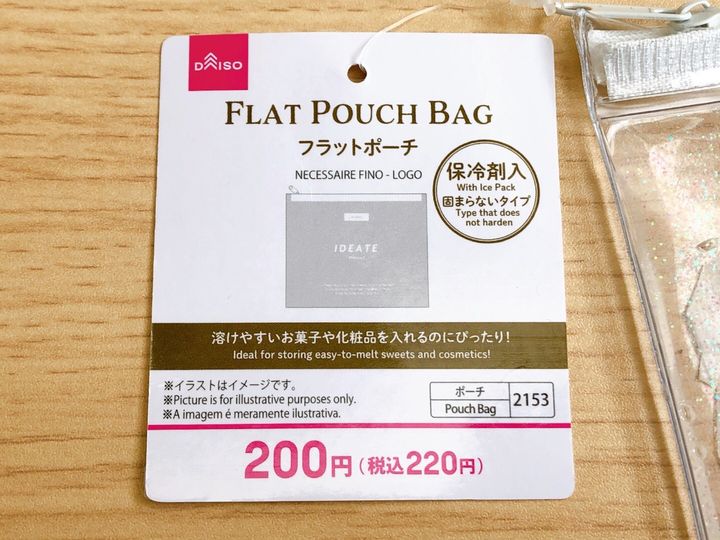 DAISO
FLAT POUCH BAG
フラットポーチ
NECESSAIRE FINO - LOGO
保冷剤入
With Ice Pack
固まらないタイプ
Type that does
not harden
IDEATE
溶けやすいお菓子や化粧品を入れるのにぴったり!
Ideal for storing easy-to-melt sweets and cosmetics!
※イラストはイメージです。
※Picture is for illustrative purposes only.
※A imagem é meramente ilustrativa.
ポーチ
Pouch Bag
2153
200円(税込220円)